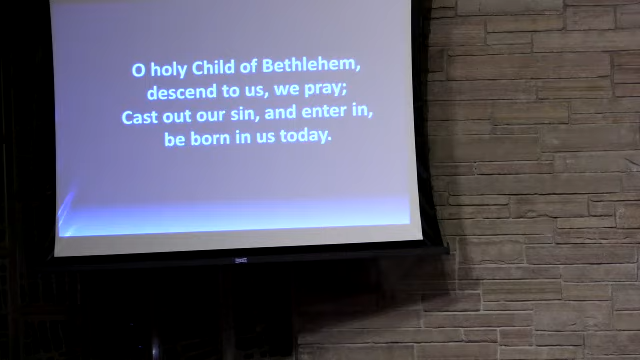 O holy Child of Bethlehem,
descend to us, we pray;
Cast out our sin, and enter in,
be born in us today.